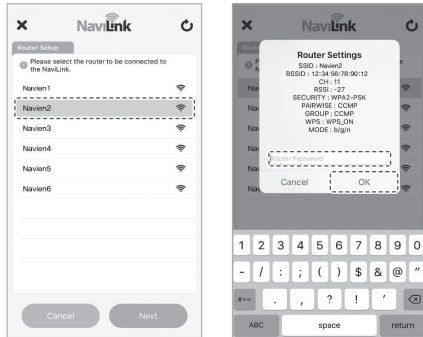 NaviLink
Router Setup
Please select the router to be connected to
the NaviLink.
Navien1
Navien2
Navien3
Navien4
Navien5
Navien6
Cancel
Next
NaviLink
Router Settings
SSID : Navien2
BSSID : 12:34:56:78:90:12
CH : 11
RSSI : -27
SECURITY : WPA2-PSK
PAIRWISE : CCMP
GROUP : CCMP
WPS : WPS_ON
MODE : b/g/n
Router Password
Cancel
OK
1 2 3 4 5 6 7 8 9 0
- / : ; ( ) $ & @ "
#+= . , ? ! '
ABC
space
return